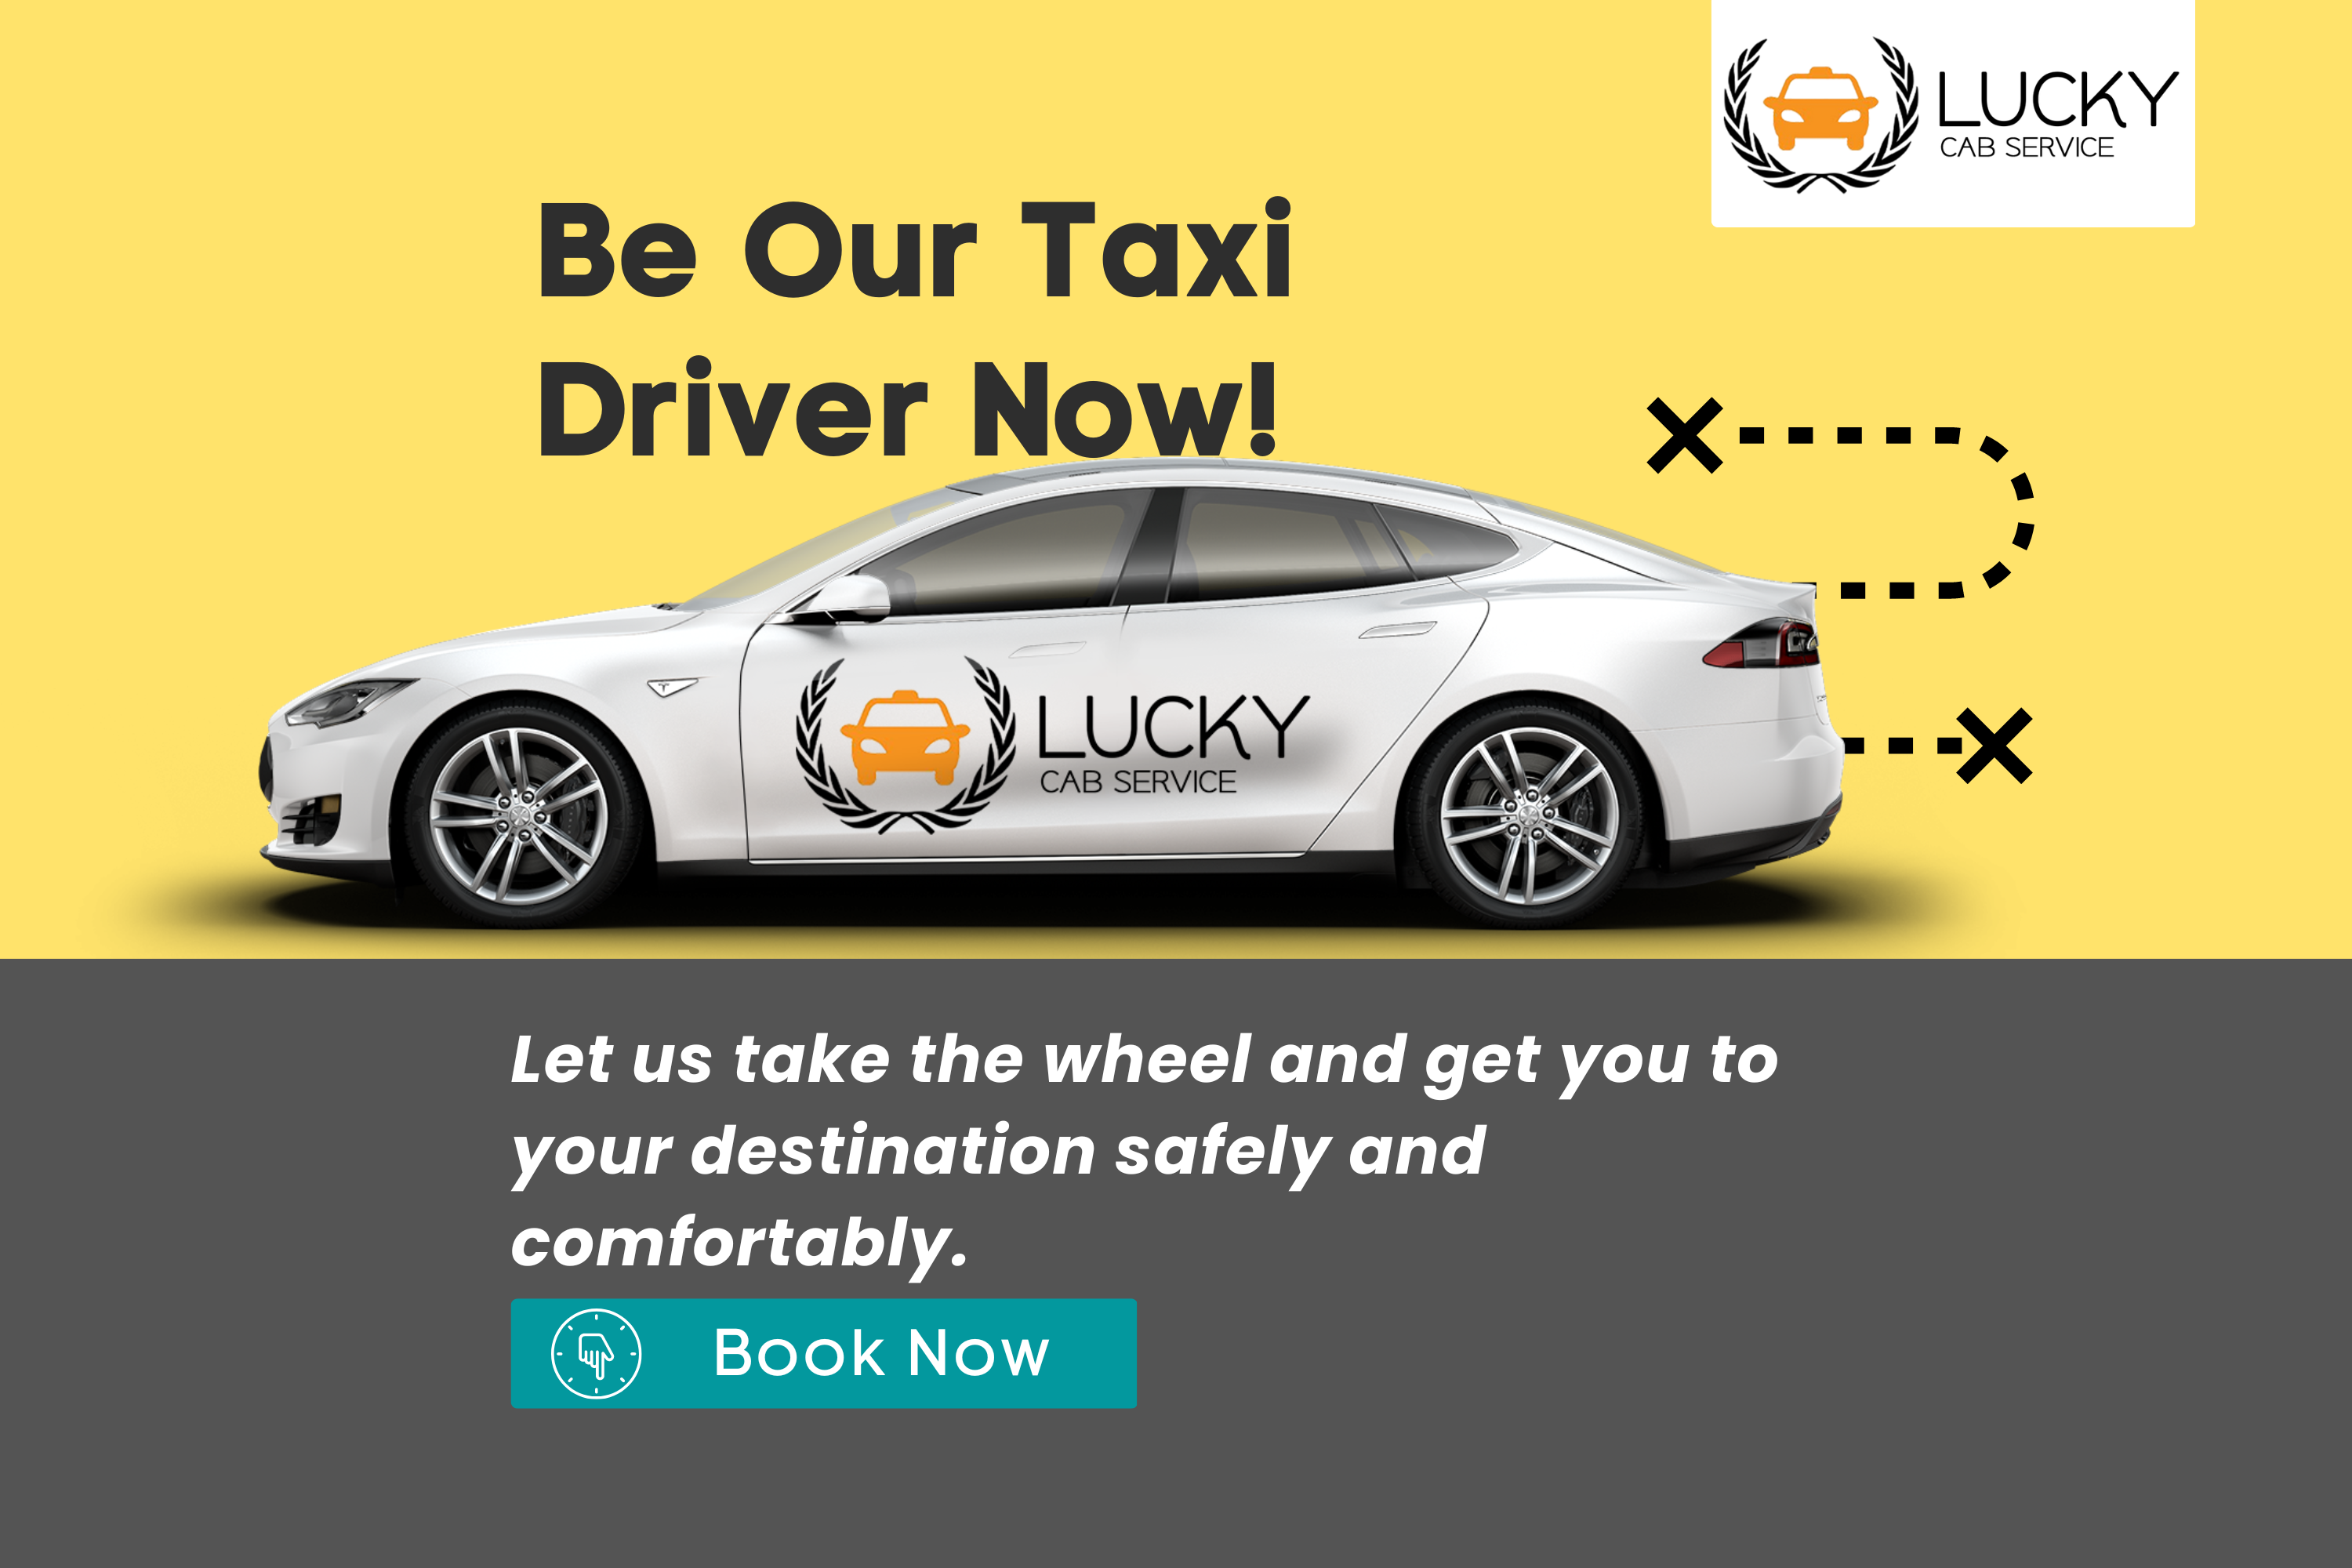 LUCKY
CAB SERVICE
Be Our Taxi
Driver Now!
LUCKY
CAB SERVICE
Let us take the wheel and get you to
your destination safely and
comfortably.
Book Now